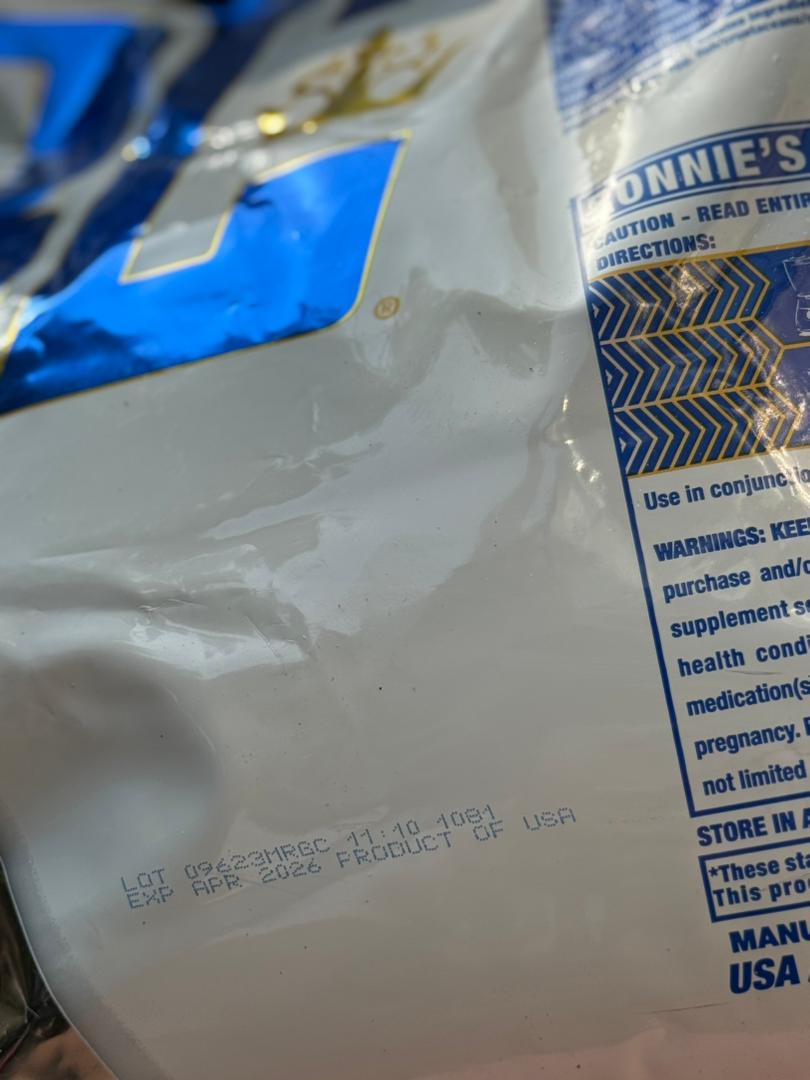 ®
ONNIE'S
CAUTION - READ ENTIR
DIRECTIONS:
Use in conjunctio
WARNINGS: KEE
purchase and/o
supplement s
health condi
medication(s
pregnancy.
not limited
STORE IN A
*These sta
This pro
MANU
USA
LOT 09623MRGC 11:10 1081
EXP APR 2026 PRODUCT OF USA